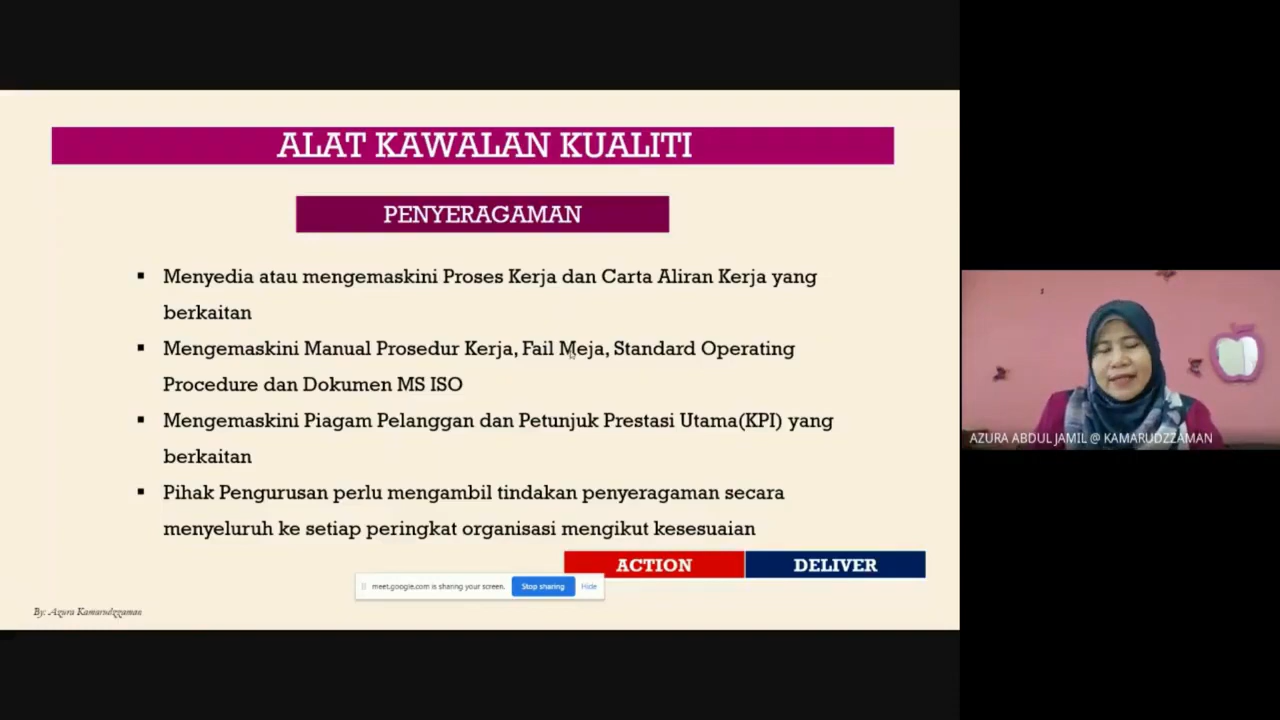 ALAT KAWALAN KUALITI
PENYERAGAMAN
▪ Menyedia atau mengemaskini Proses Kerja dan Carta Aliran Kerja yang
berkaitan
▪ Mengemaskini Manual Prosedur Kerja, Fail Meja, Standard Operating
Procedure dan Dokumen MS ISO
▪ Mengemaskini Piagam Pelanggan dan Petunjuk Prestasi Utama(KPI) yang
berkaitan
▪ Pihak Pengurusan perlu mengambil tindakan penyeragaman secara
menyeluruh ke setiap peringkat organisasi mengikut kesesuaian
ACTION DELIVER
meet.google.com is sharing your screen. Stop sharing Hide
By: Azura Kamarudzzaman
AZURA ABDUL JAMIL @ KAMARUDZZAMAN